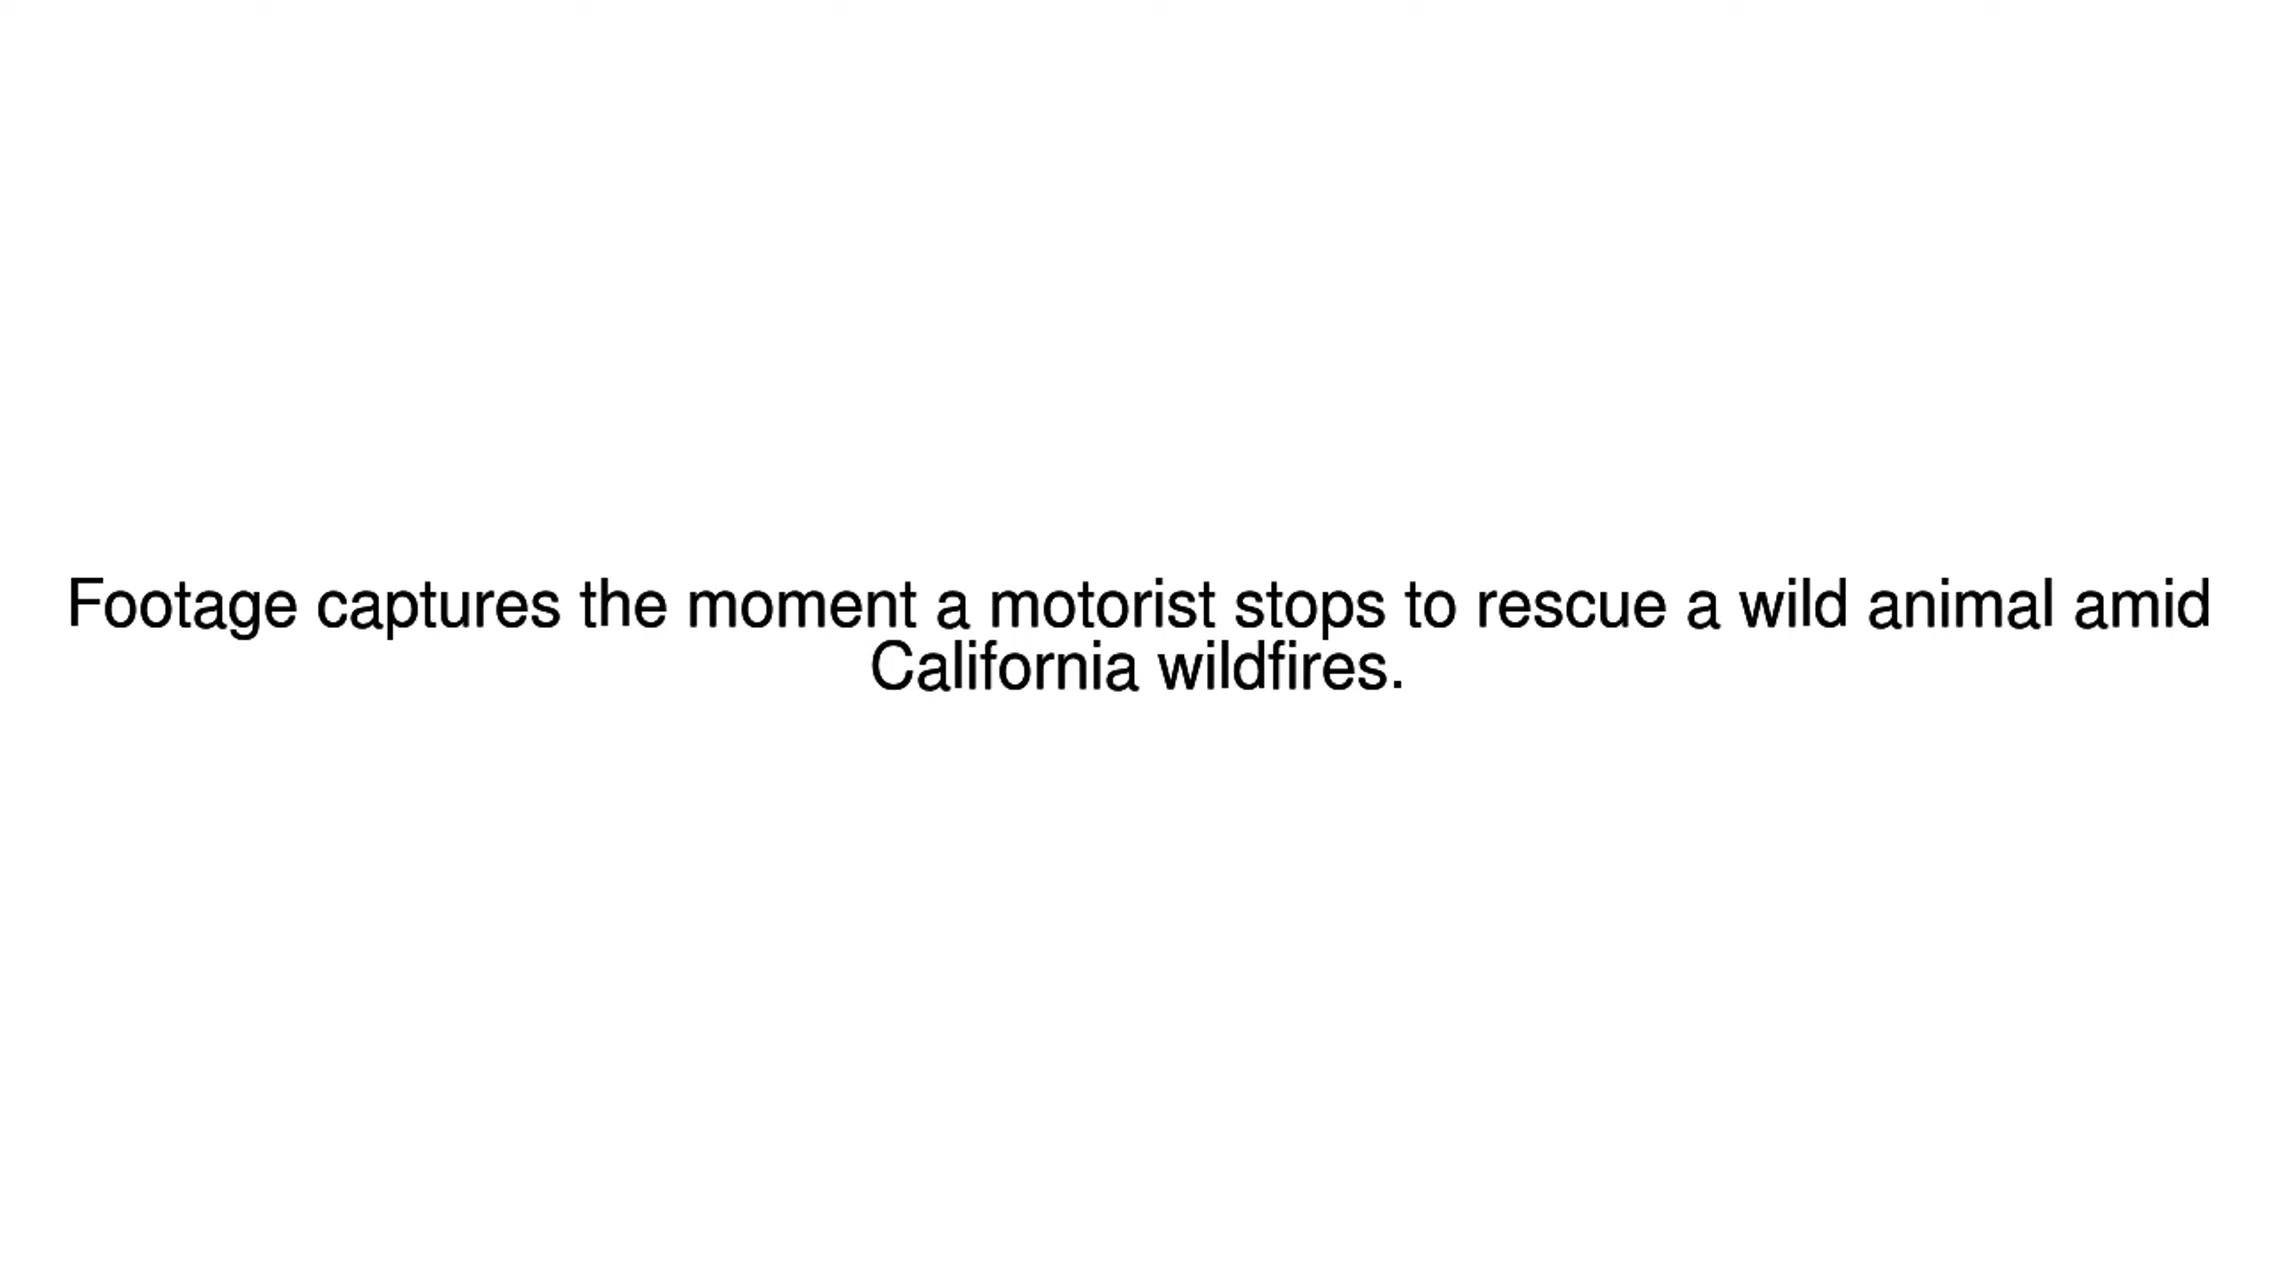 Footage captures the moment a motorist stops to rescue a wild animal amid
California wildfires.